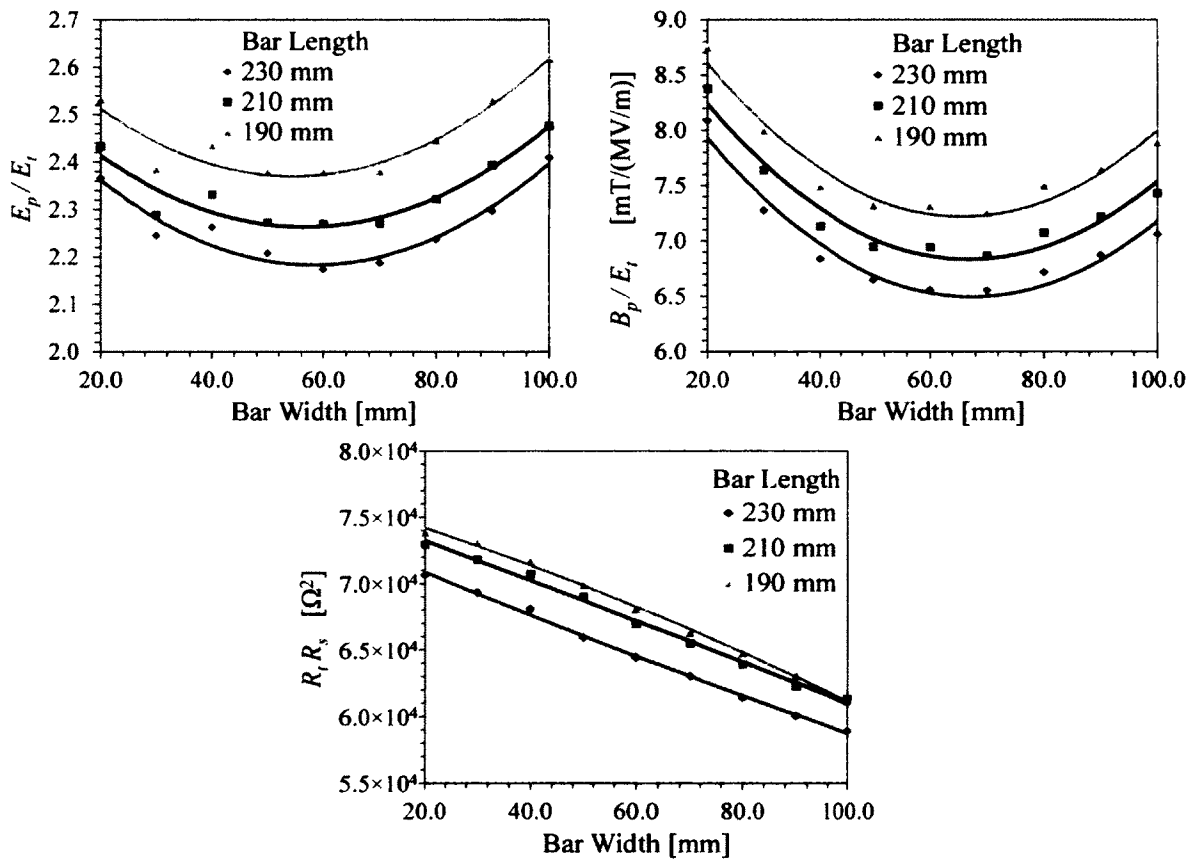 2.7
2.6
2.5
2.4
2.3
2.2
2.1
2.0
E_p / E_t
Bar Length
230 mm
210 mm
190 mm
20.0 40.0 60.0 80.0 100.0
Bar Width [mm]
9.0
8.5
8.0
7.5
7.0
6.5
6.0
B_p / E_t [mT/(MV/m)]
Bar Length
230 mm
210 mm
190 mm
20.0 40.0 60.0 80.0 100.0
Bar Width [mm]
8.0×10⁴
7.5×10⁴
7.0×10⁴
6.5×10⁴
6.0×10⁴
5.5×10⁴
R_t R_s [Ω²]
Bar Length
230 mm
210 mm
190 mm
20.0 40.0 60.0 80.0 100.0
Bar Width [mm]